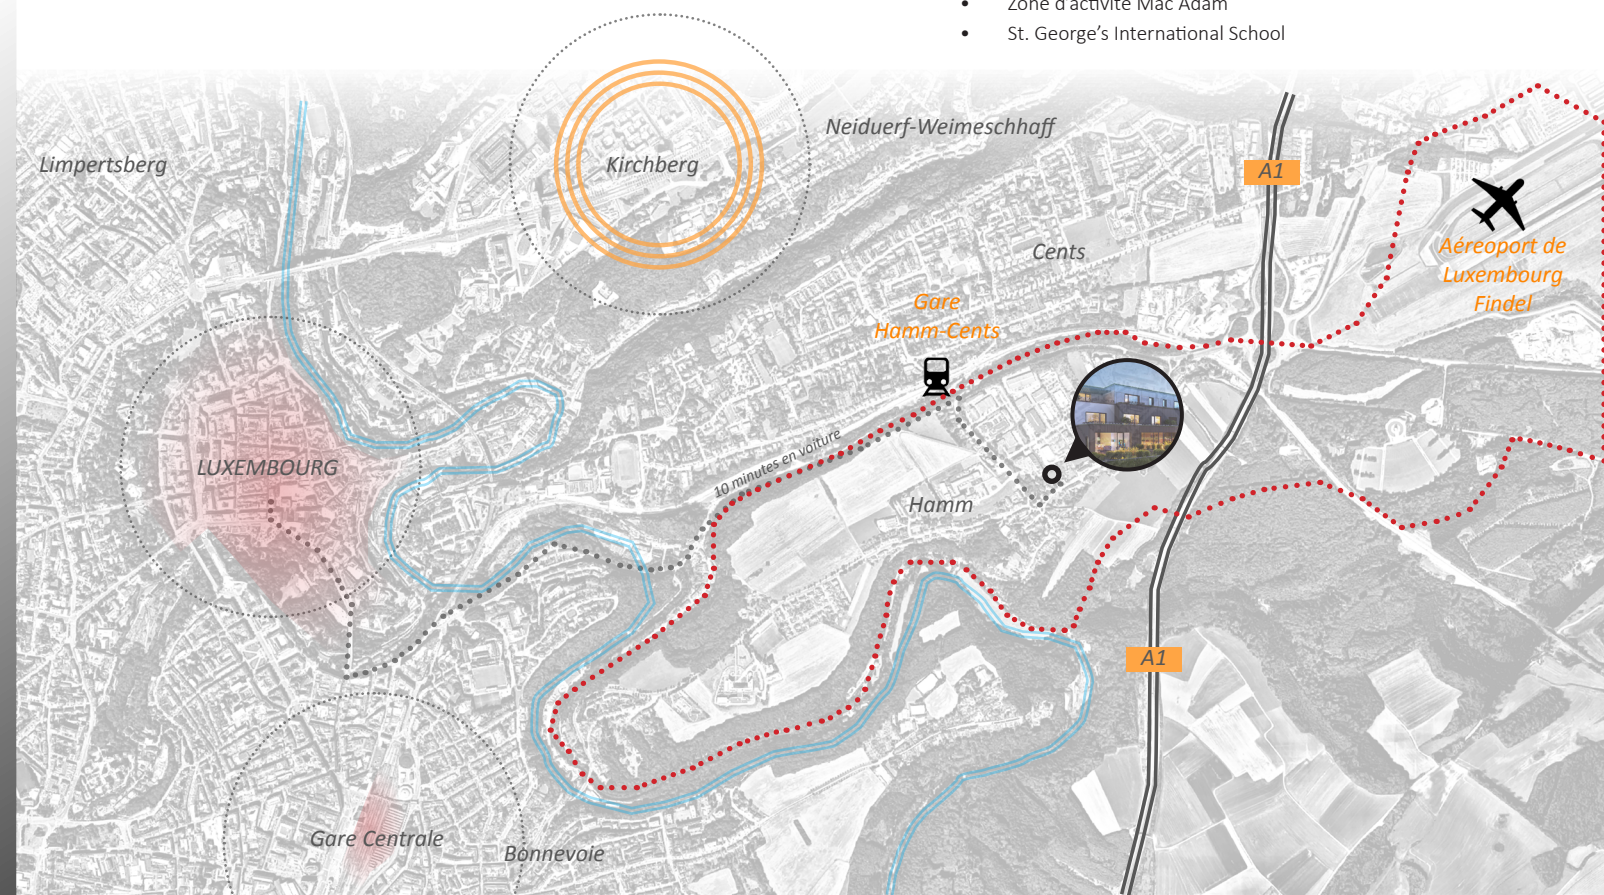 Zone d'activité Mac Adam
• St. George's International School
Neiduerf-Weimeschhaff
Limpertsberg
Kirchberg
A1
Cents
Aéreoport de
Luxembourg
Findel
Gare
Hamm-Cents
10 minutes en voiture
LUXEMBOURG
Hamm
A1
Gare Centrale
Bonnevoie